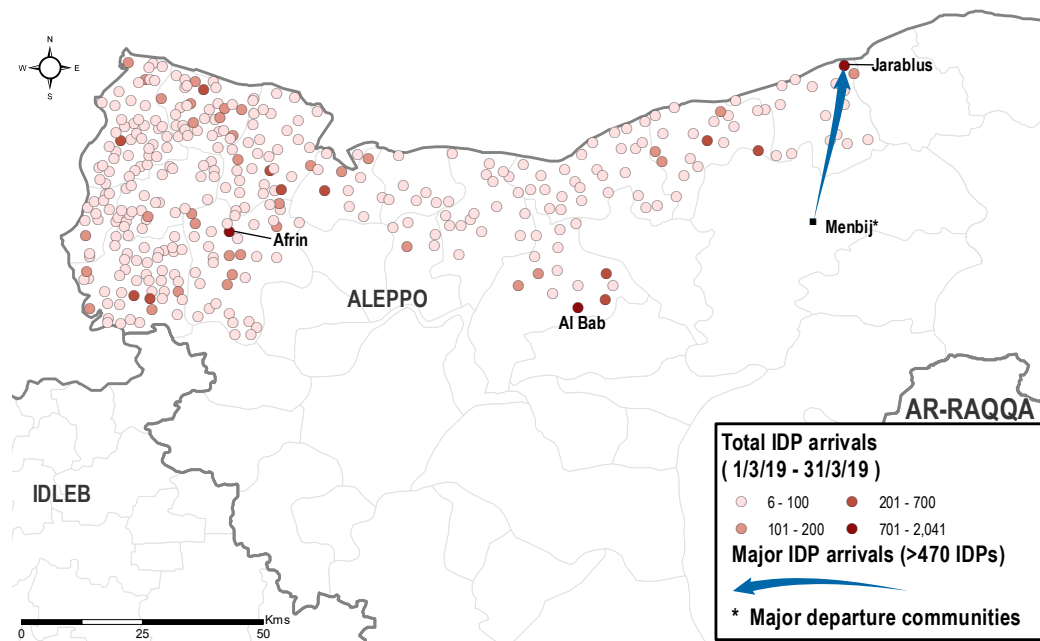 N
W E
S
Jarablus
Menbij*
Afrin
ALEPPO
Al Bab
AR-RAQQA
IDLEB
Total IDP arrivals
( 1/3/19 - 31/3/19 )
6 - 100
201 - 700
101 - 200
701 - 2,041
Major IDP arrivals (>470 IDPs)
* Major departure communities
Kms
0 25 50